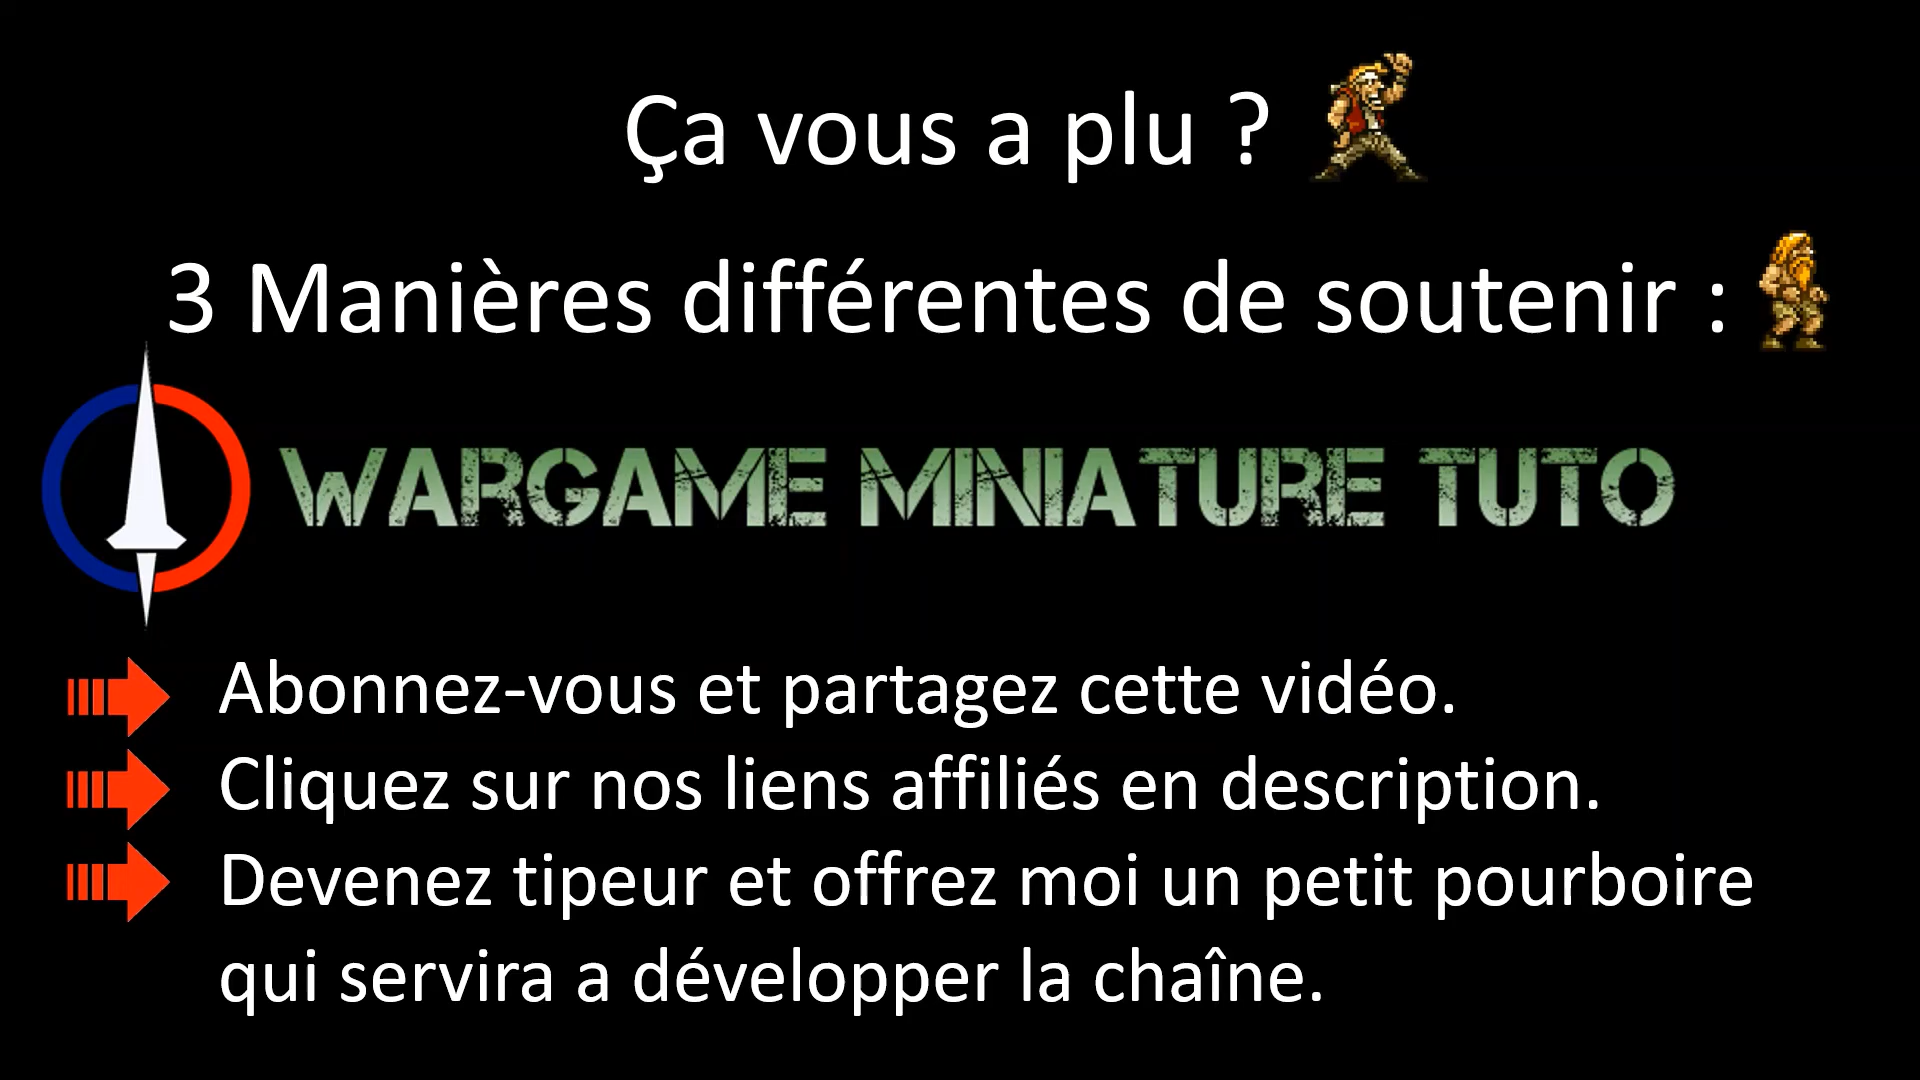 Ça vous a plu ?
3 Manières différentes de soutenir :
WARGAME MINIATURE TUTO
Abonnez-vous et partagez cette vidéo.
Cliquez sur nos liens affiliés en description.
Devenez tipeur et offrez moi un petit pourboire
qui servira a développer la chaîne.